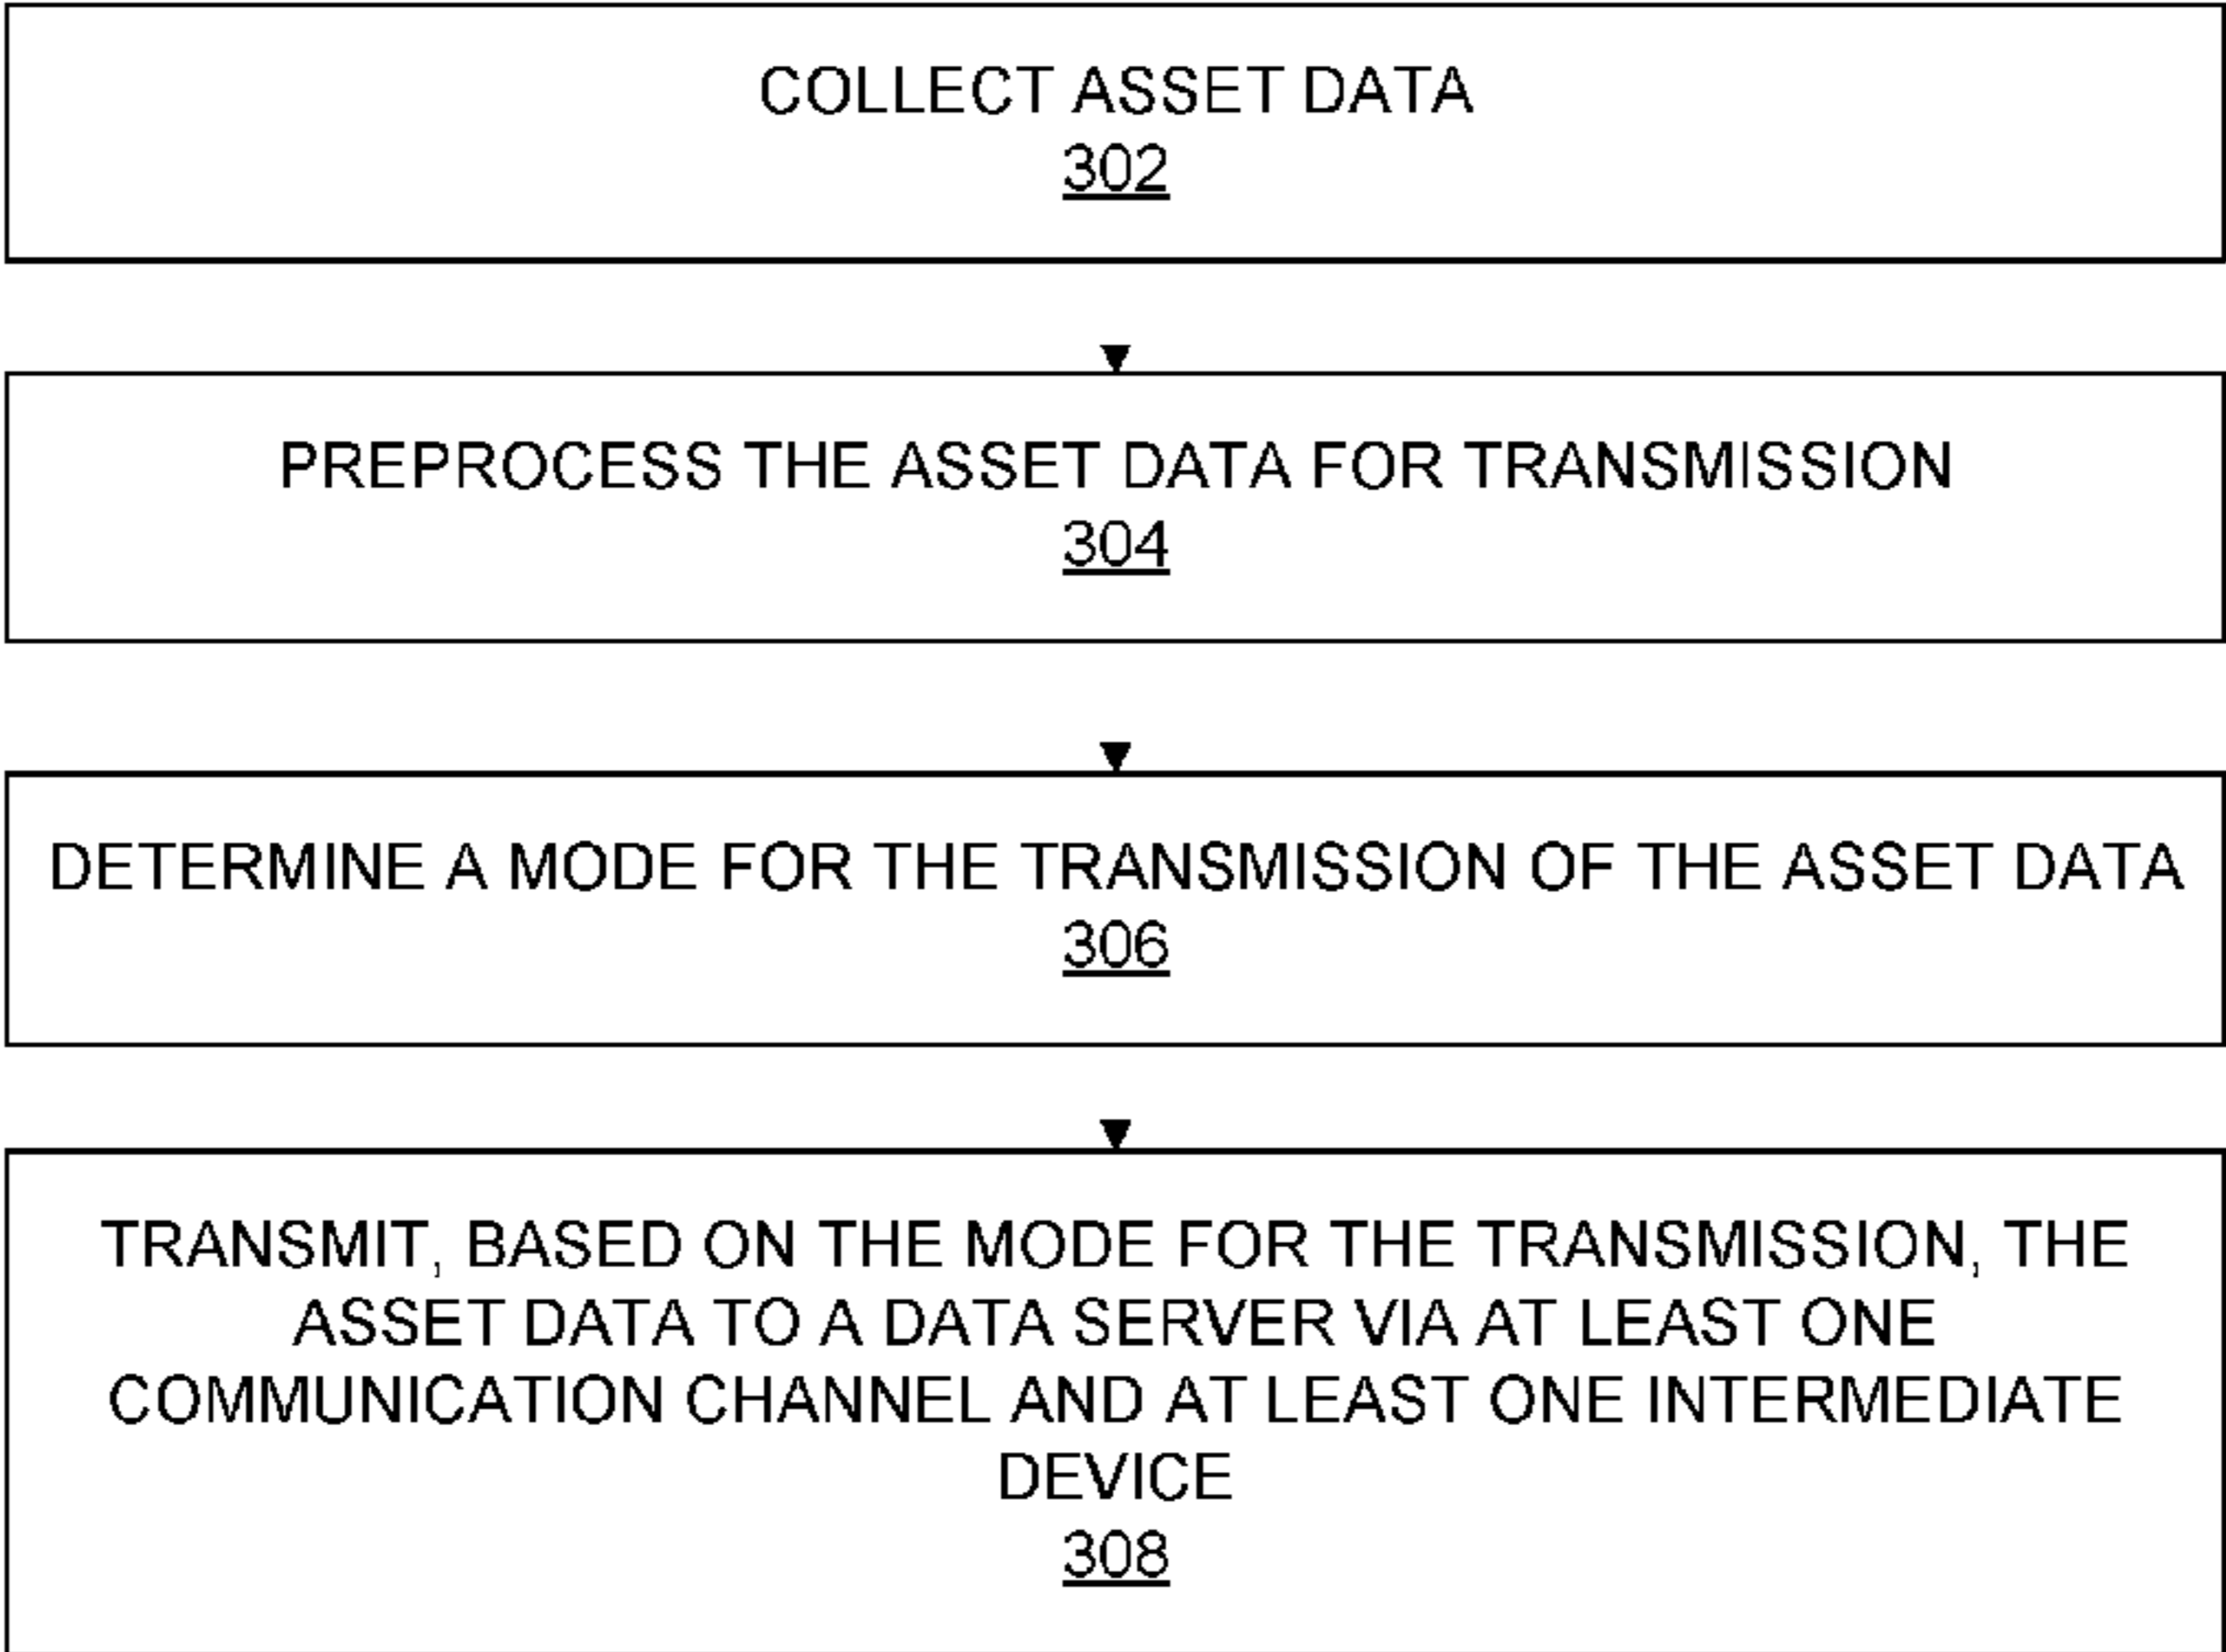 COLLECT ASSET DATA
302
PREPROCESS THE ASSET DATA FOR TRANSMISSION
304
DETERMINE A MODE FOR THE TRANSMISSION OF THE ASSET DATA
306
TRANSMIT, BASED ON THE MODE FOR THE TRANSMISSION, THE
ASSET DATA TO A DATA SERVER VIA AT LEAST ONE
COMMUNICATION CHANNEL AND AT LEAST ONE INTERMEDIATE
DEVICE
308